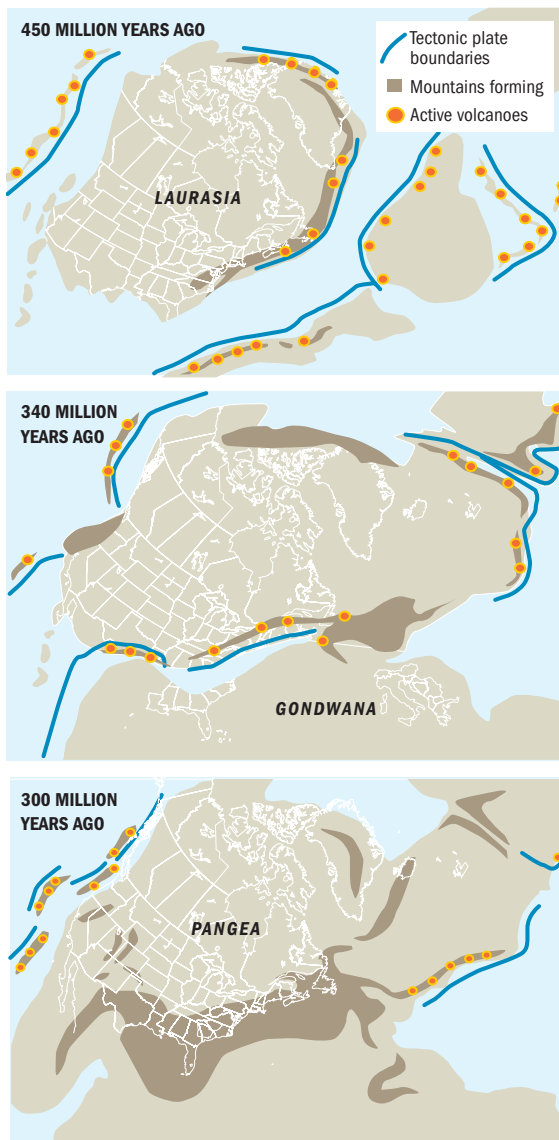 450 MILLION YEARS AGO
Tectonic plate
boundaries
Mountains forming
Active volcanoes
LAURASIA
340 MILLION
YEARS AGO
GONDWANA
300 MILLION
YEARS AGO
PANGEA